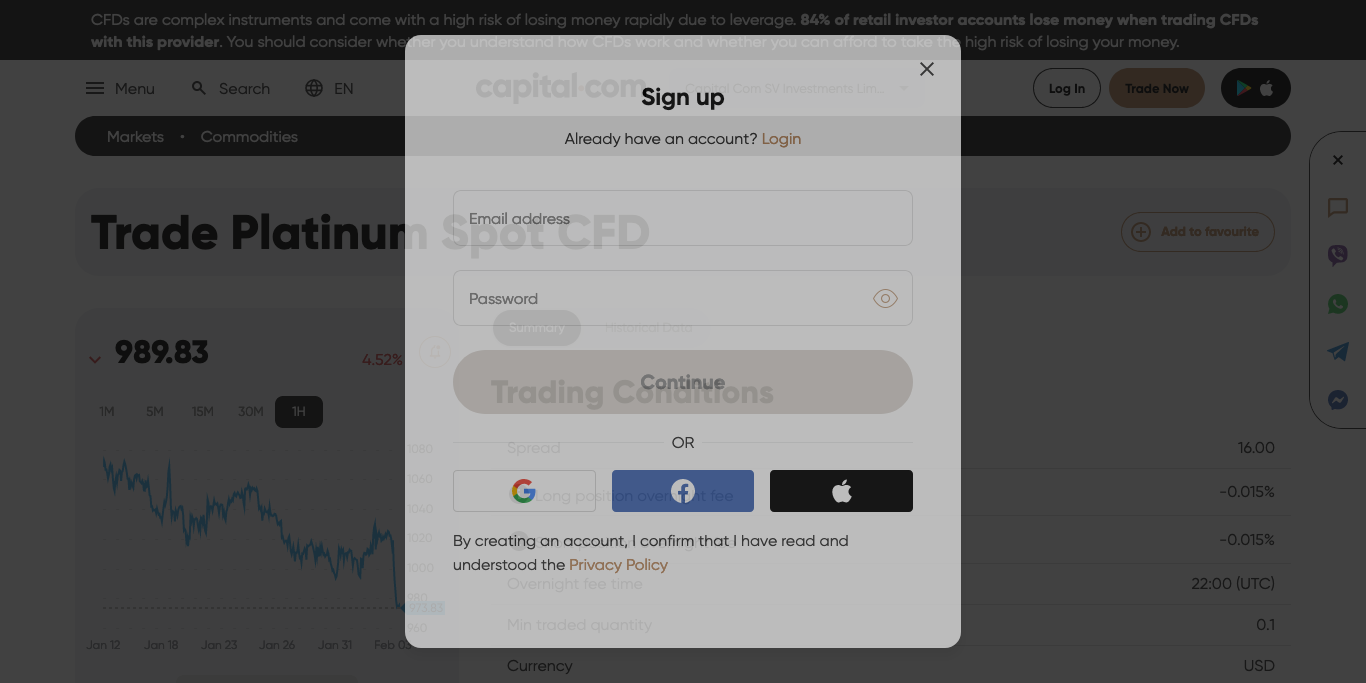 CFDs are complex instruments and come with a high risk of losing money rapidly due to leverage. 84% of retail investor accounts lose money when trading CFDs
with this provider. You should consider whether you understand how CFDs work and whether you can afford to take the high risk of losing your money.
Menu
Search
EN
capital.com
Capital Com SV Investments Lim...
Log In
Trade Now
Markets • Commodities
Sign up
Already have an account? Login
Trade Platinum Spot CFD
Add to favourite
Email address
Password
Summary
Historical Data
989.83
4.52%
Continue
Trading Conditions
1M 5M 15M 30M 1H
OR
Spread 16.00
Long position overnight fee -0.015%
-0.015%
By creating an account, I confirm that I have read and
understood the Privacy Policy
Overnight fee time 22:00 (UTC)
Min traded quantity 0.1
Currency USD
1080
1060
1040
1020
1000
980
973.83
960
Jan 12 Jan 18 Jan 23 Jan 26 Jan 31 Feb 03